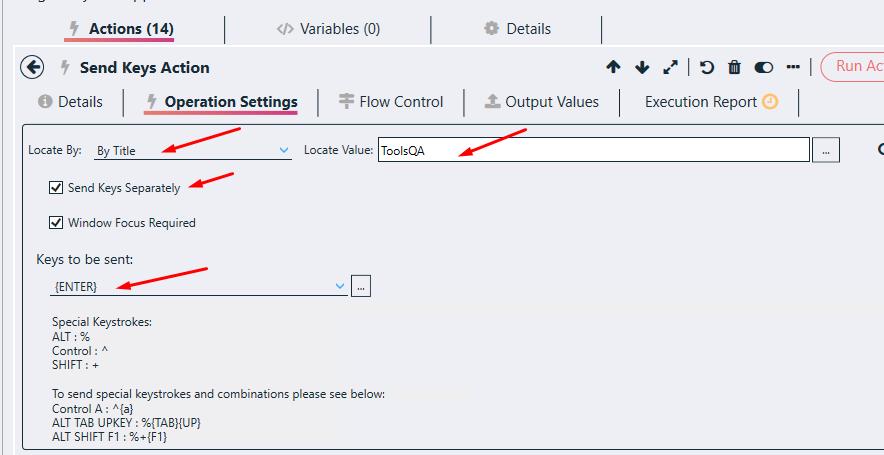 Actions (14) Variables (0) Details
Send Keys Action Run Ac
Details Operation Settings Flow Control Output Values Execution Report
Locate By: By Title Locate Value: ToolsQA ...
Send Keys Separately
Window Focus Required
Keys to be sent:
{ENTER} ...
Special Keystrokes:
ALT : %
Control : ^
SHIFT : +
To send special keystrokes and combinations please see below:
Control A : ^{a}
ALT TAB UPKEY : %{TAB}{UP}
ALT SHIFT F1 : %+{F1}